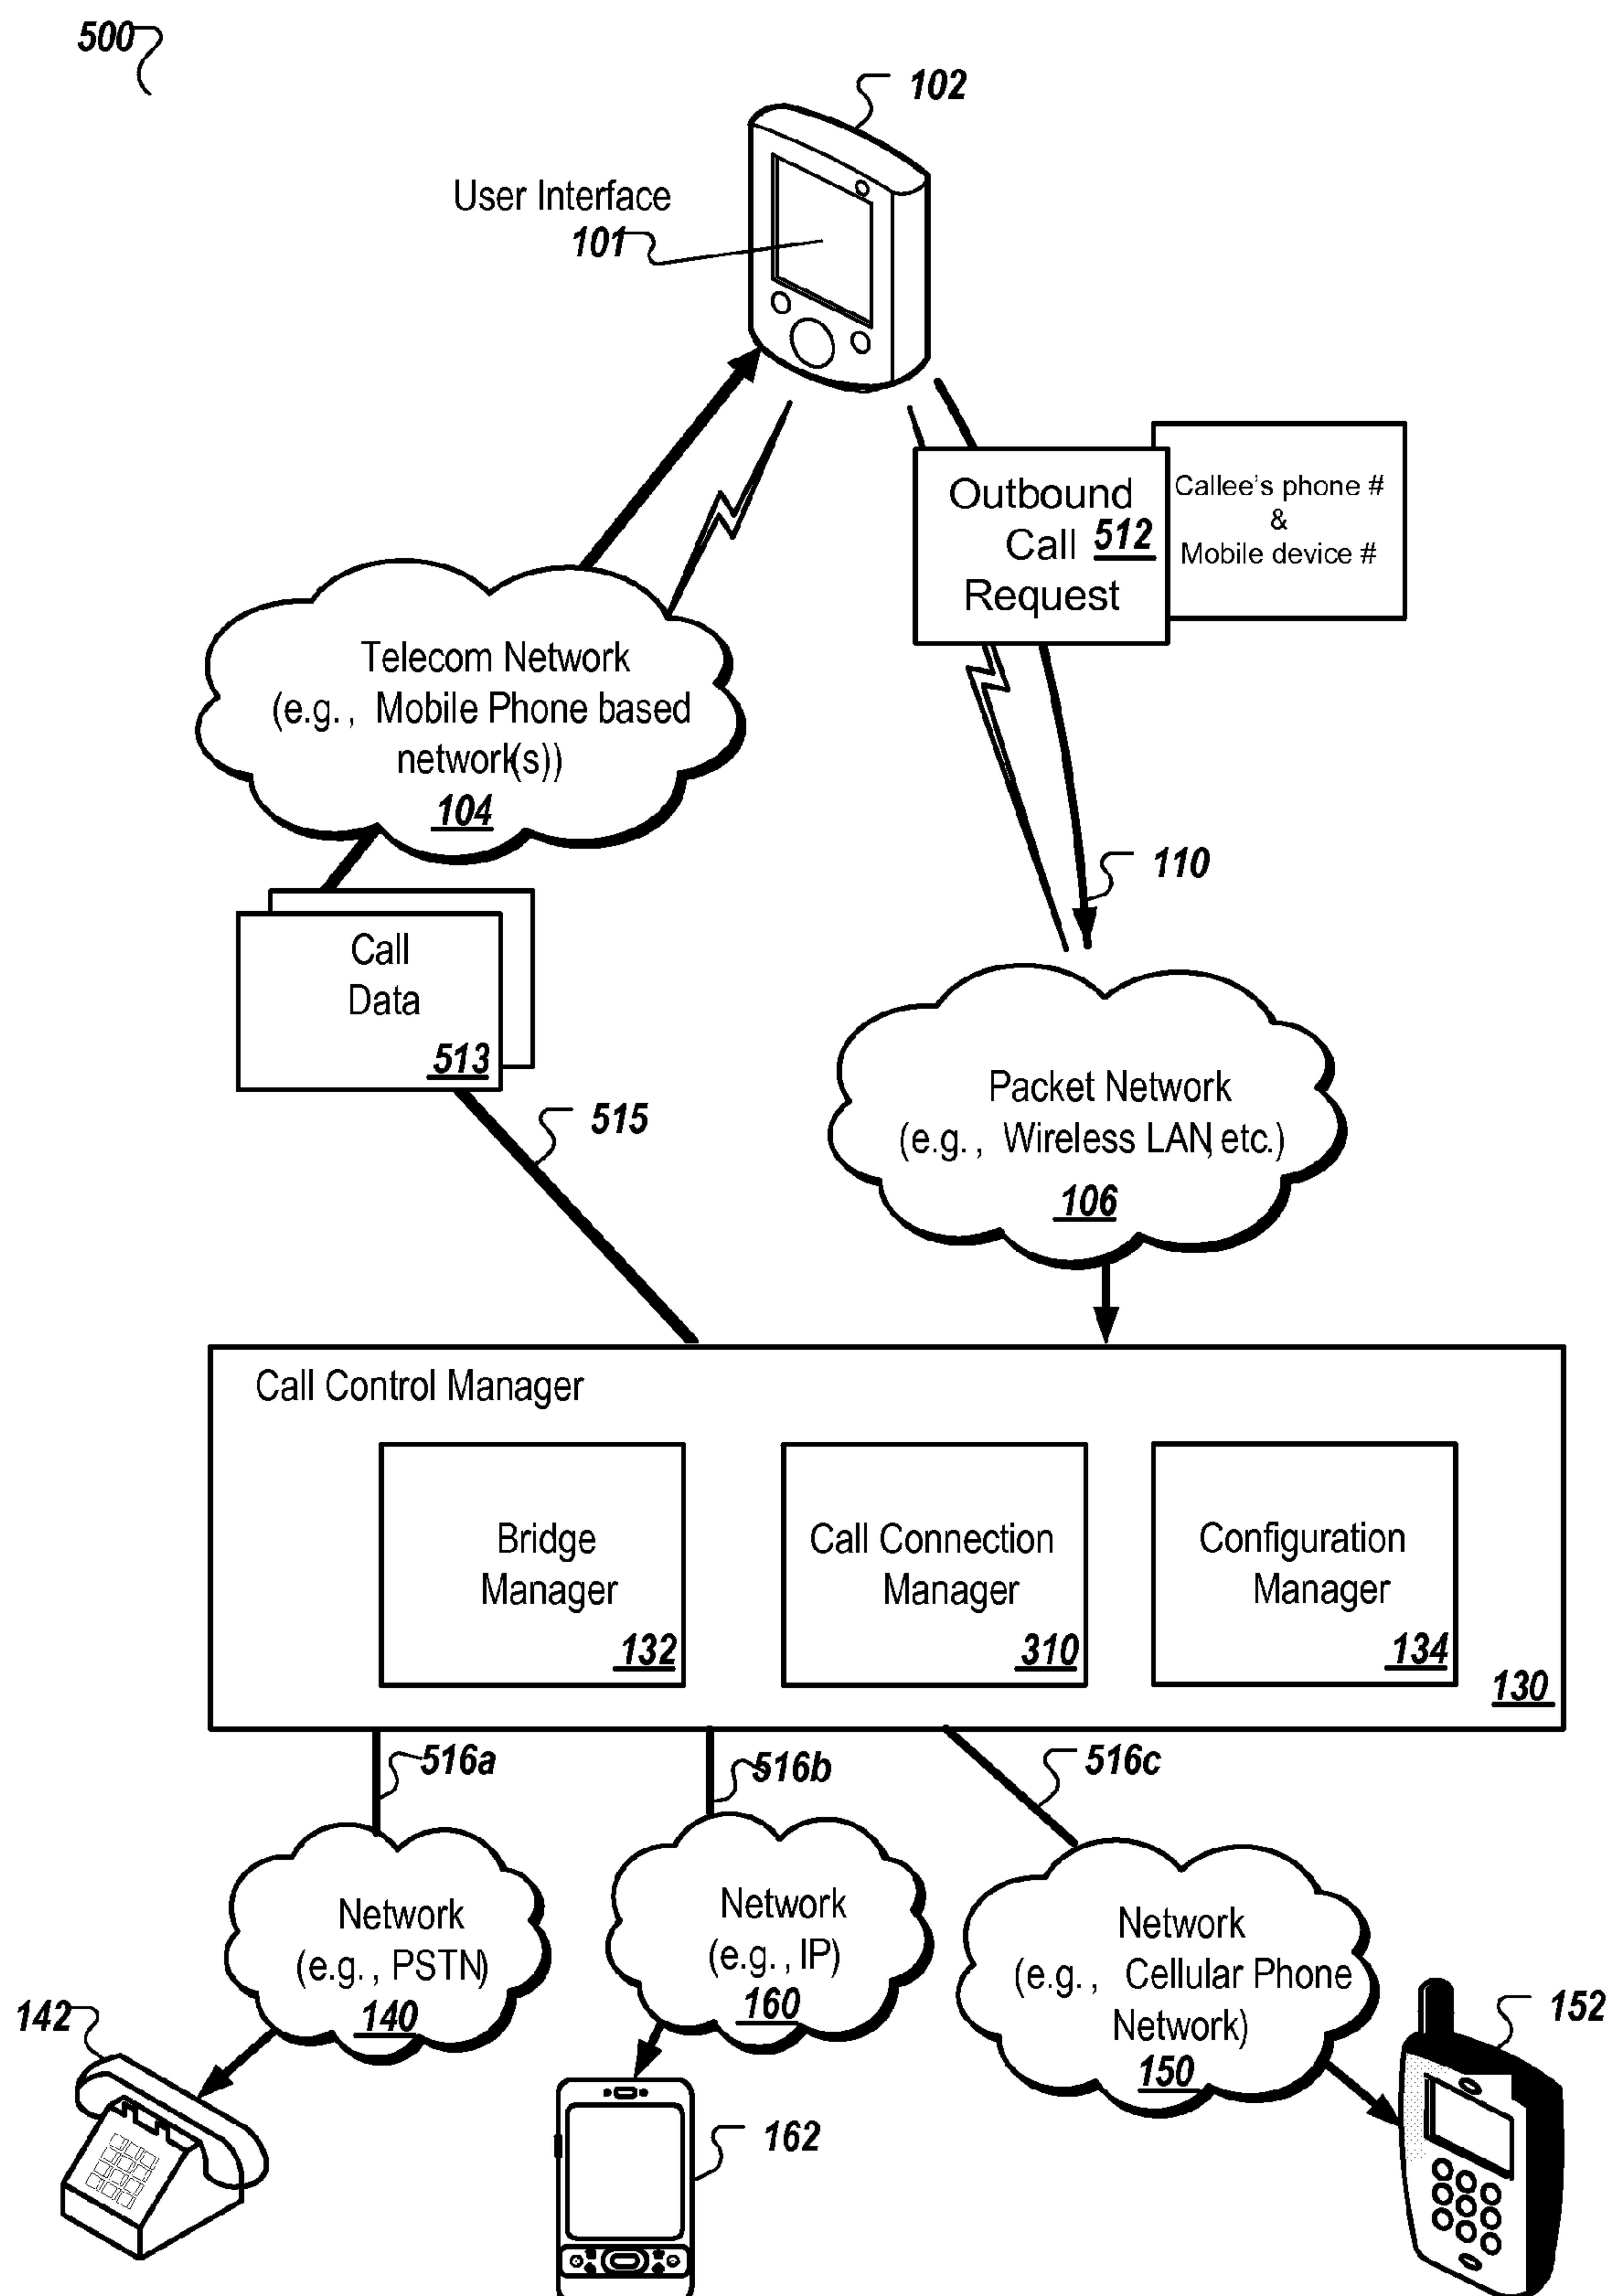 500
102
User Interface
101
Outbound
Call 512
Request
Callee's phone #
&
Mobile device #
Telecom Network
(e.g., Mobile Phone based
network(s))
104
110
Call
Data
513
515
Packet Network
(e.g., Wireless LAN, etc.)
106
Call Control Manager
Bridge
Manager
132
Call Connection
Manager
310
Configuration
Manager
134
130
516a
516b
516c
Network
(e.g., PSTN)
140
Network
(e.g., IP)
160
Network
(e.g., Cellular Phone
Network)
150
142
162
152